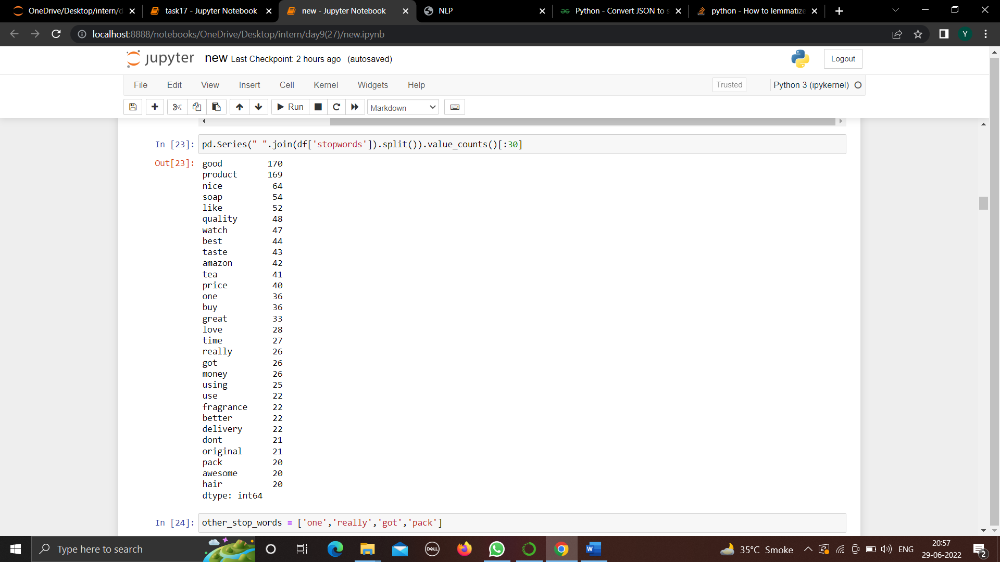 OneDrive/Desktop/intern/d
task17 - Jupyter Notebook
new - Jupyter Notebook
NLP
Python - Convert JSON to s
python - How to lemmatize
localhost:8888/notebooks/OneDrive/Desktop/intern/day9(27)/new.ipynb
Y
jupyter new Last Checkpoint: 2 hours ago (autosaved)
Logout
File Edit View Insert Cell Kernel Widgets Help
Trusted
Python 3 (ipykernel)
Run
Markdown
In [23]: pd.Series(" ".join(df['stopwords']).split()).value_counts()[:30]
Out[23]: good 170
product 169
nice 64
soap 54
like 52
quality 48
watch 47
best 44
taste 43
amazon 42
tea 41
price 40
one 36
buy 36
great 33
love 28
time 27
really 26
got 26
money 26
using 25
use 22
fragrance 22
better 22
delivery 22
dont 21
original 21
pack 20
awesome 20
hair 20
dtype: int64
In [24]: other_stop_words = ['one','really','got','pack']
Type here to search
DELL
W
35°C Smoke
ENG
20:57
29-06-2022
2